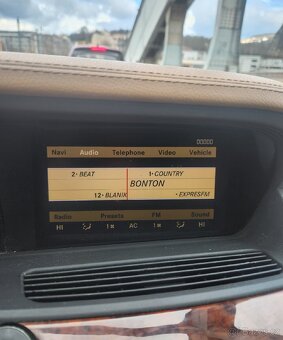 00000
Navi Audio Telephone Video Vehicle
2· BEAT 1· COUNTRY
BONTON
12· BLANIK · EXPRESFM
Radio Presets FM Sound
HI AC HI